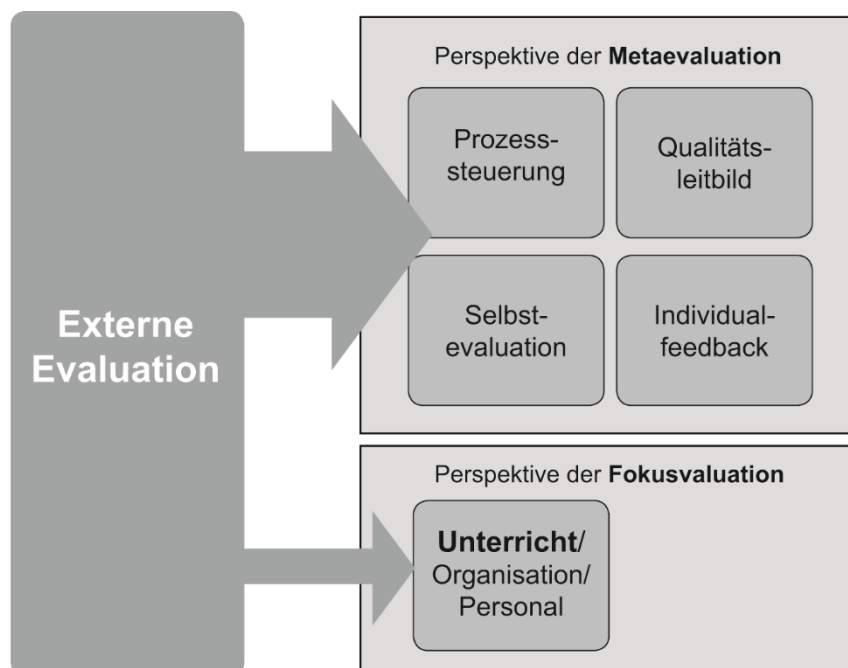 Externe
Evaluation
Perspektive der Metaevaluation
Prozess-
steuerung
Qualitäts-
leitbild
Selbst-
evaluation
Individual-
feedback
Perspektive der Fokusvaluation
Unterricht/
Organisation/
Personal